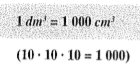 1 dm³ = 1 000 cm³
(10 · 10 · 10 = 1 000)